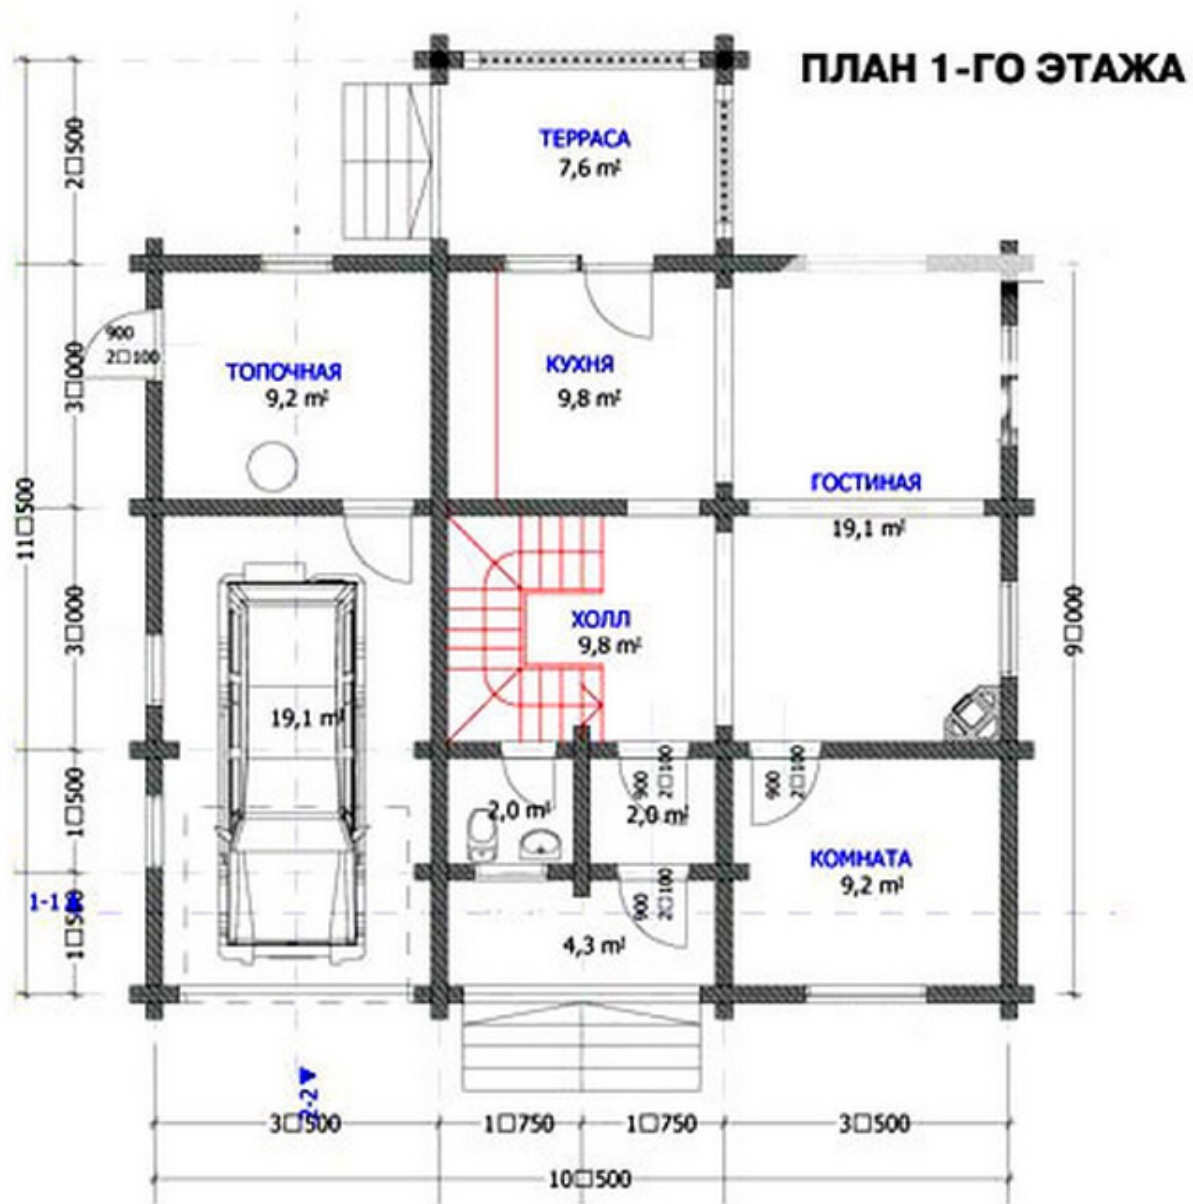 ПЛАН 1-ГО ЭТАЖА
ТЕРРАСА
7,6 m²
2□500
900
2□100
ТОПОЧНАЯ
9,2 m²
КУХНЯ
9,8 m²
3□000
ГОСТИНАЯ
19,1 m²
11□500
ХОЛЛ
9,8 m²
3□000
9□000
19,1 m²
900
2□100
900
2□100
2,0 m²
2,0 m²
1□500
КОМНАТА
9,2 m²
900
2□100
1-1
1□500
4,3 m²
2-2
3□500
1□750
1□750
3□500
10□500